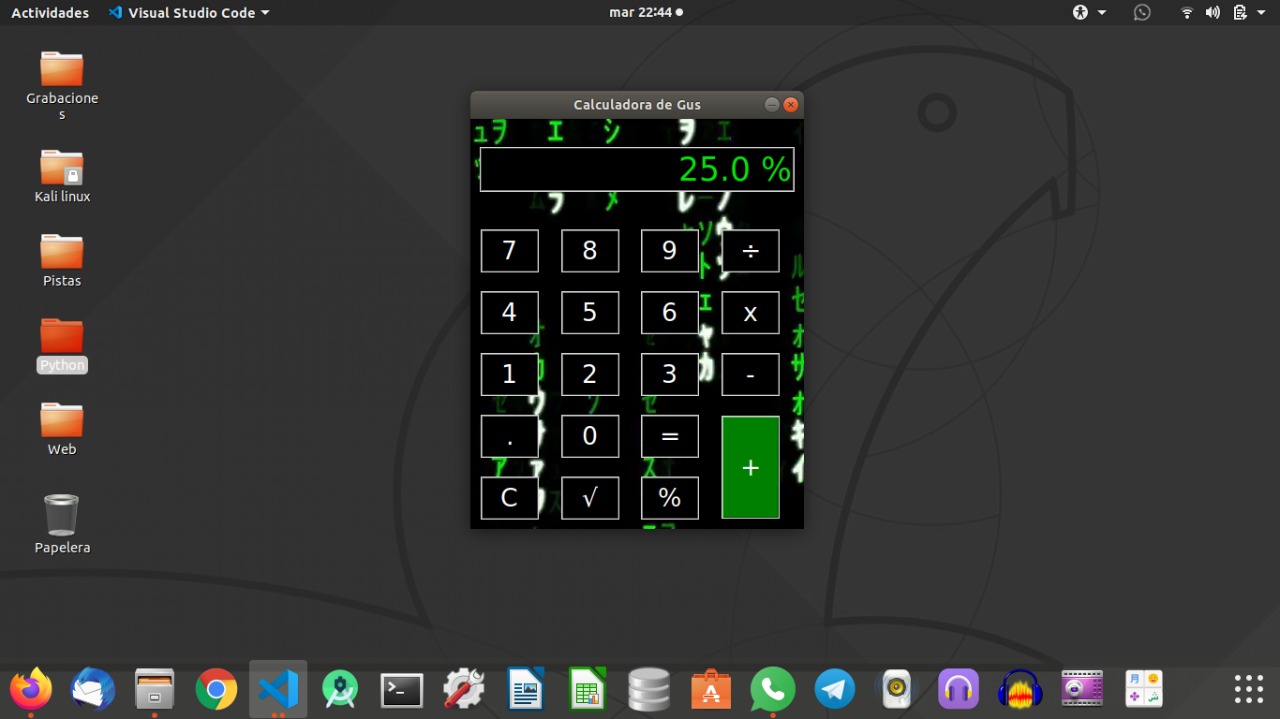 Actividades
Visual Studio Code
mar 22:44
Grabacione
s
Kali linux
Pistas
Python
Web
Papelera
Calculadora de Gus
25.0 %
7 8 9 ÷
4 5 6 x
1 2 3 -
. 0 =
+
C √ %